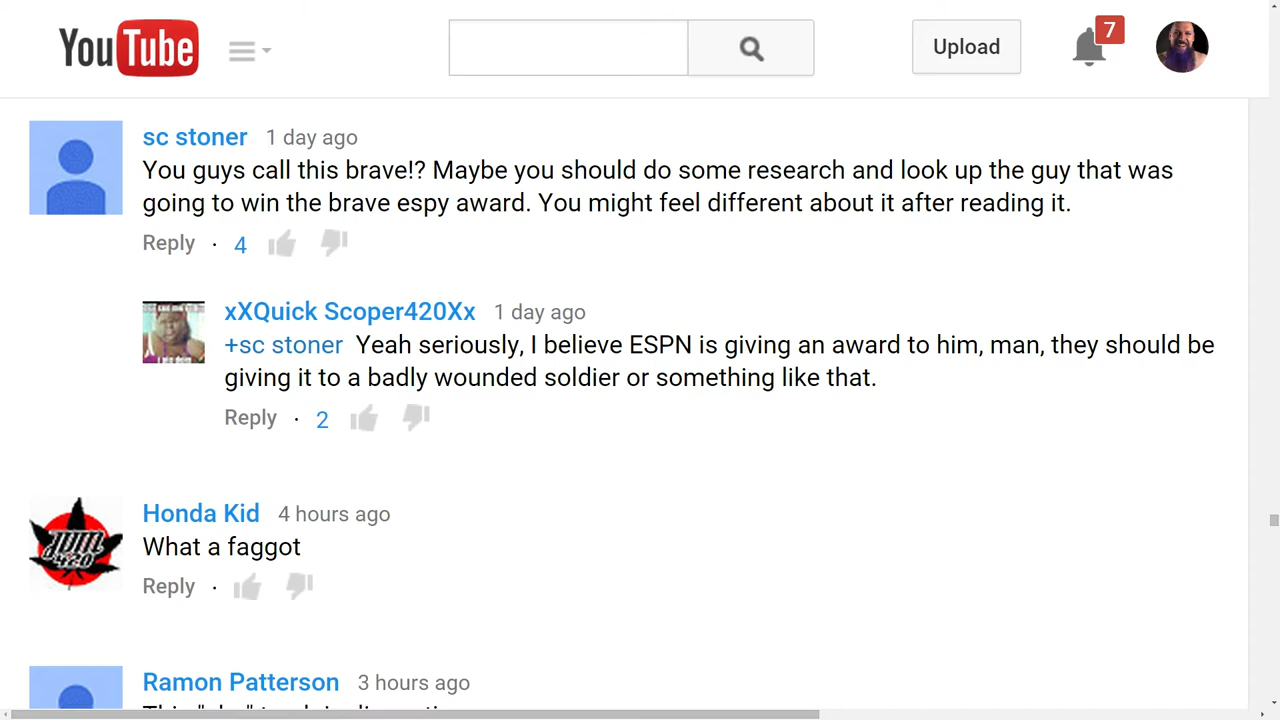 YouTube
Upload
7
sc stoner 1 day ago
You guys call this brave!? Maybe you should do some research and look up the guy that was
going to win the brave espy award. You might feel different about it after reading it.
Reply · 4
xXQuick Scoper420Xx 1 day ago
+sc stoner Yeah seriously, I believe ESPN is giving an award to him, man, they should be
giving it to a badly wounded soldier or something like that.
Reply · 2
Honda Kid 4 hours ago
What a faggot
Reply ·
Ramon Patterson 3 hours ago